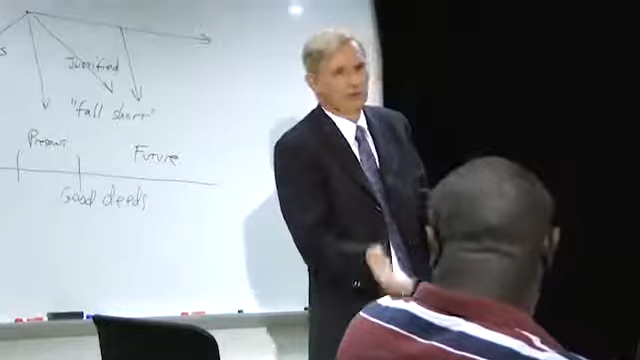 s
Justified
"fall short"
Present
Future
Good deeds